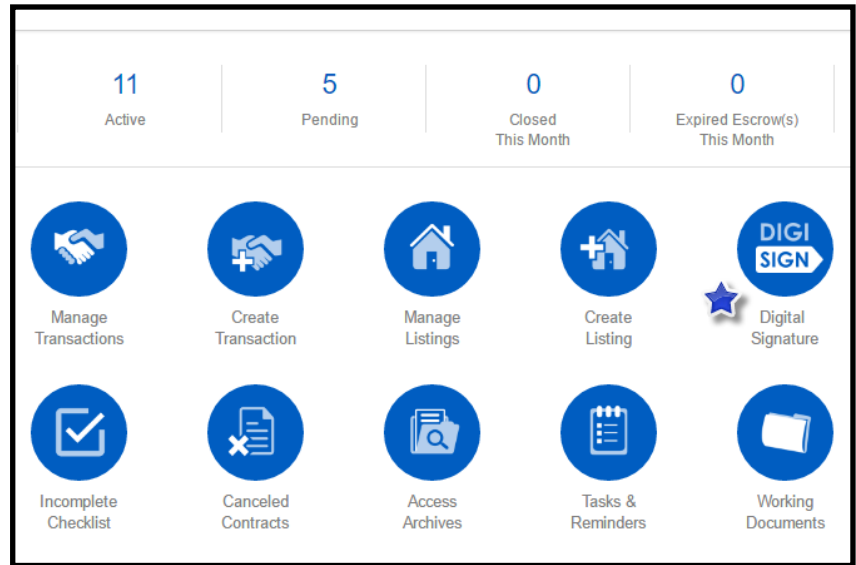 11
Active
5
Pending
0
Closed
This Month
0
Expired Escrow(s)
This Month
Manage
Transactions
Create
Transaction
Manage
Listings
Create
Listing
DIGI
SIGN
Digital
Signature
Incomplete
Checklist
Canceled
Contracts
Access
Archives
Tasks &
Reminders
Working
Documents